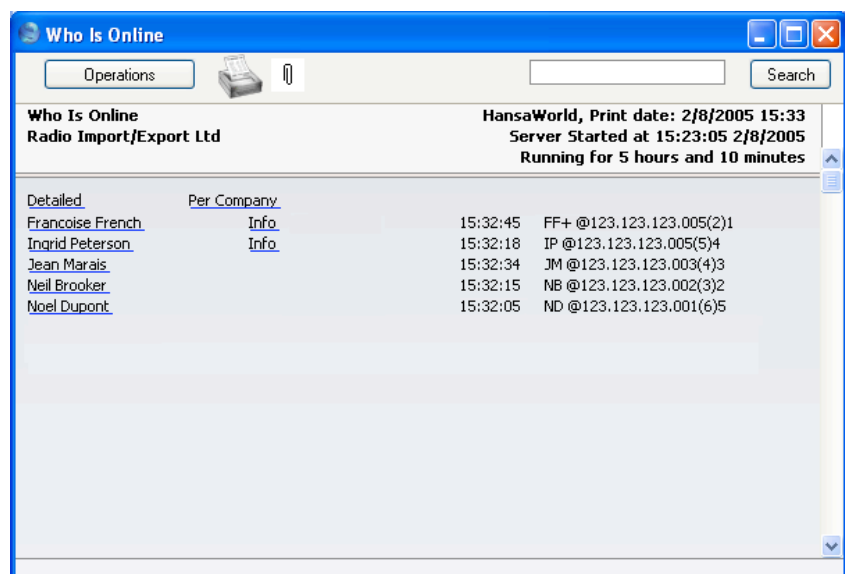 Who Is Online
Operations Search
Who Is Online HansaWorld, Print date: 2/8/2005 15:33
Radio Import/Export Ltd Server Started at 15:23:05 2/8/2005
Running for 5 hours and 10 minutes
Detailed Per Company
Francoise French Info 15:32:45 FF+ @123.123.123.005(2)1
Ingrid Peterson Info 15:32:18 IP @123.123.123.005(5)4
Jean Marais 15:32:34 JM @123.123.123.003(4)3
Neil Brooker 15:32:15 NB @123.123.123.002(3)2
Noel Dupont 15:32:05 ND @123.123.123.001(6)5